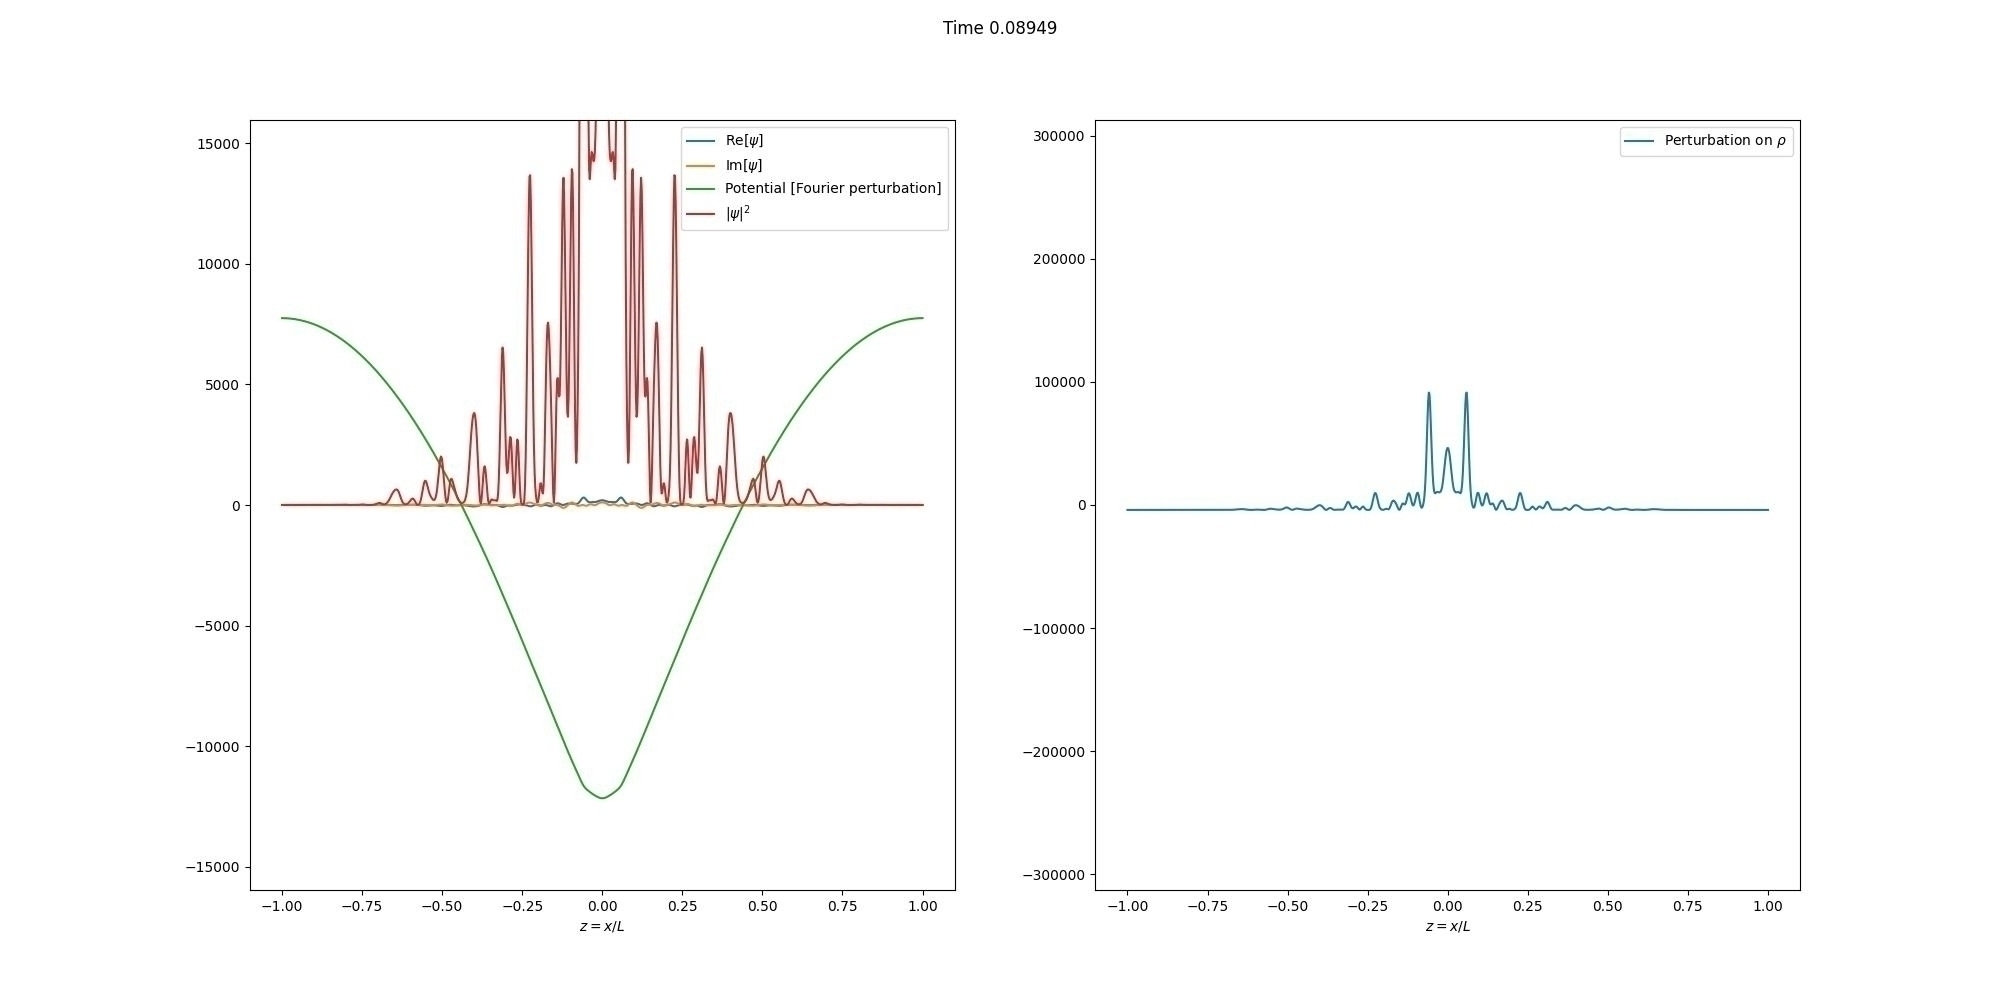 Time 0.08949
15000
10000
5000
0
−5000
−10000
−15000
−1.00 −0.75 −0.50 −0.25 0.00 0.25 0.50 0.75 1.00
z = x/L
Re[ψ]
Im[ψ]
Potential [Fourier perturbation]
|ψ|²
300000
200000
100000
0
−100000
−200000
−300000
−1.00 −0.75 −0.50 −0.25 0.00 0.25 0.50 0.75 1.00
z = x/L
Perturbation on ρ